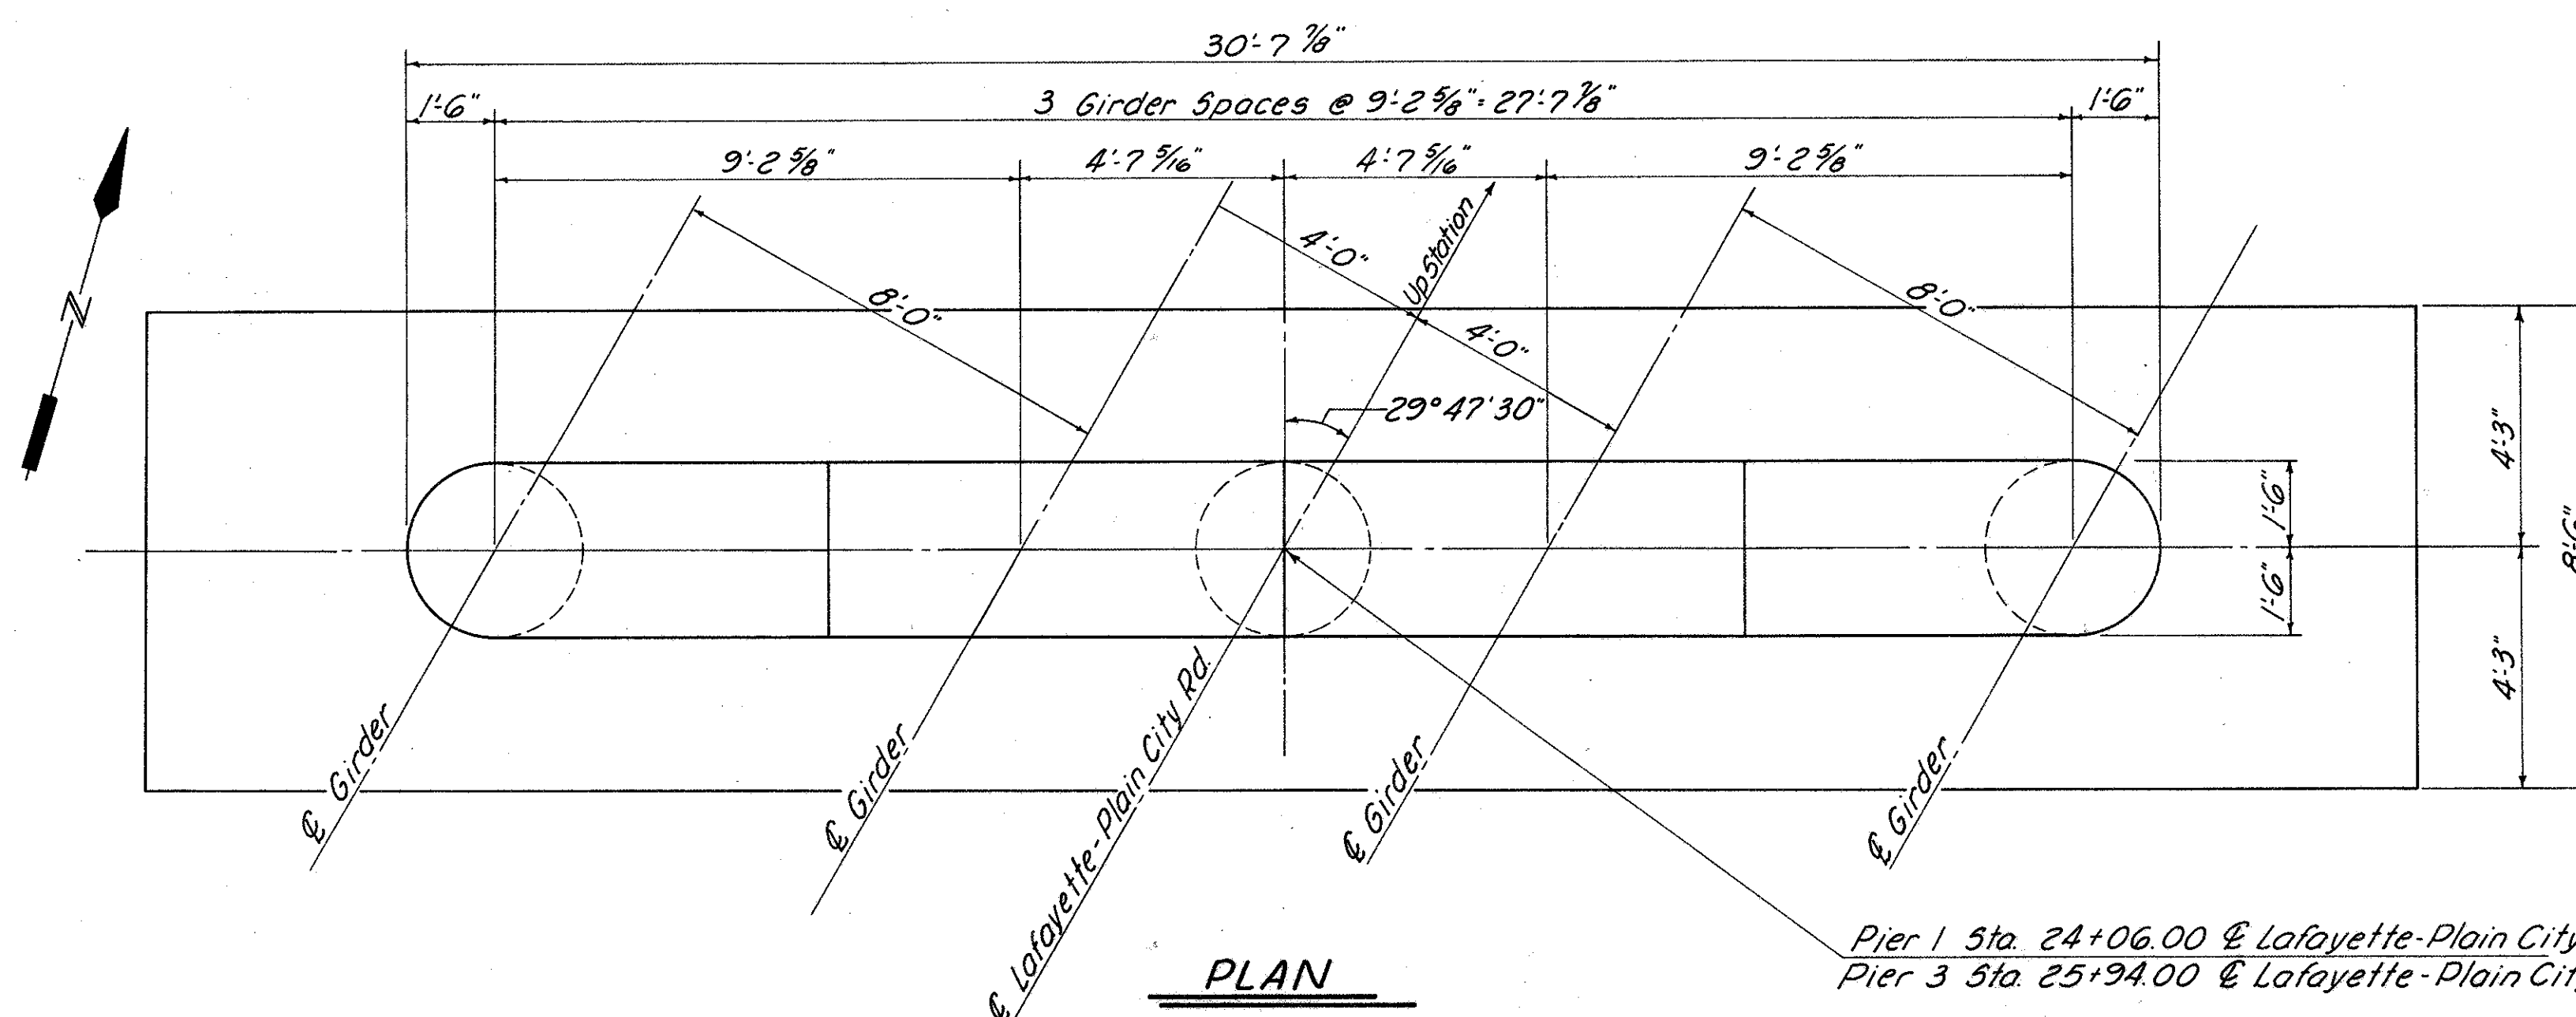 30'-7 7/8"
1'-6"
3 Girder Spaces @ 9'-2 5/8" = 27'-7 7/8"
1'-6"
9'-2 5/8"
4'-7 5/16"
4'-7 5/16"
9'-2 5/8"
N
8'-0"
4'-0"
Up Station
4'-0"
8'-0"
29° 47' 30"
4'-3"
1'-6"
8'-6"
1'-6"
4'-3"
℄ Girder
℄ Girder
℄ Lafayette-Plain City Rd.
℄ Girder
℄ Girder
Pier 1 Sta. 24+06.00 ℄ Lafayette-Plain City
Pier 3 Sta. 25+94.00 ℄ Lafayette-Plain Cit
PLAN